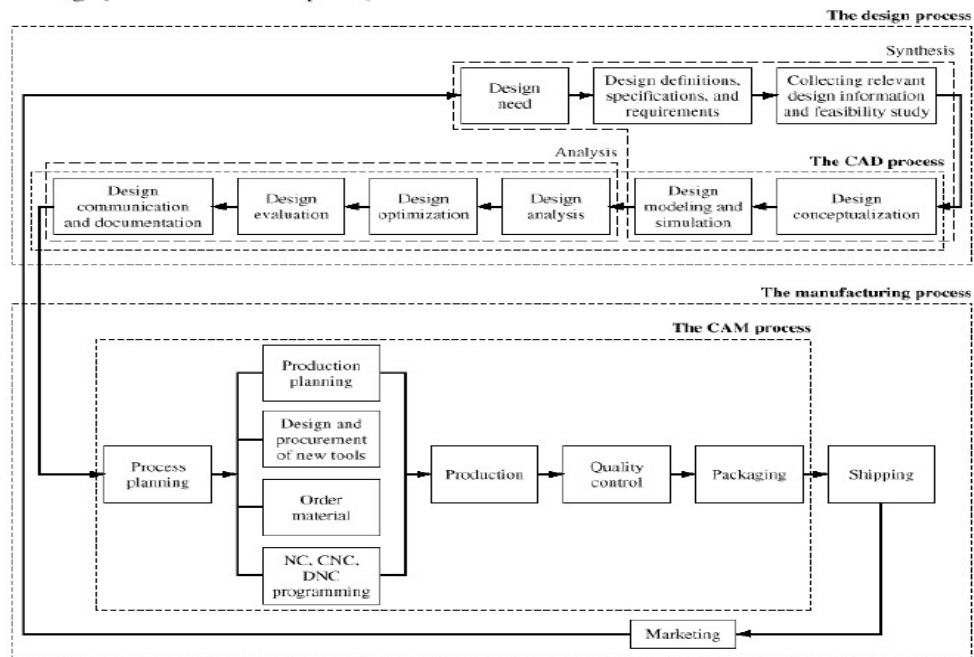 The design process
Synthesis
Design
need
Design definitions,
specifications, and
requirements
Collecting relevant
design information
and feasibility study
Analysis
The CAD process
Design
communication
and documentation
Design
evaluation
Design
optimization
Design
analysis
Design
modeling and
simulation
Design
conceptualization
The manufacturing process
The CAM process
Production
planning
Design and
procurement
of new tools
Order
material
NC, CNC,
DNC
programming
Process
planning
Production
Quality
control
Packaging
Shipping
Marketing